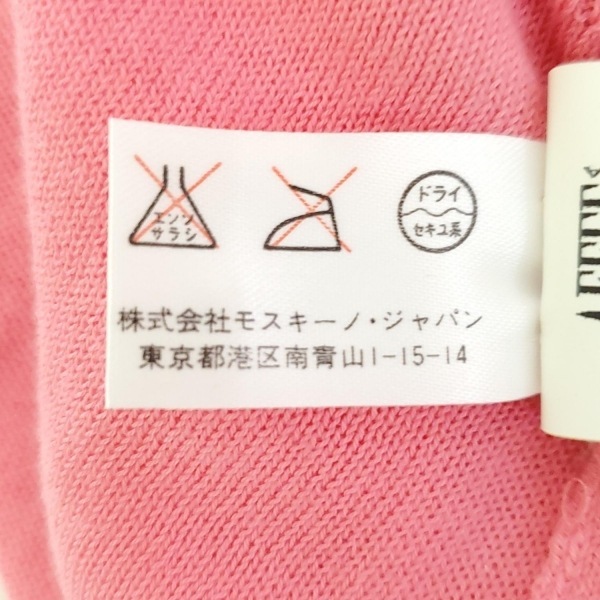 エンソ
サラシ
ドライ
セキユ系
株式会社モスキーノ・ジャパン
東京都港区南青山1-15-14